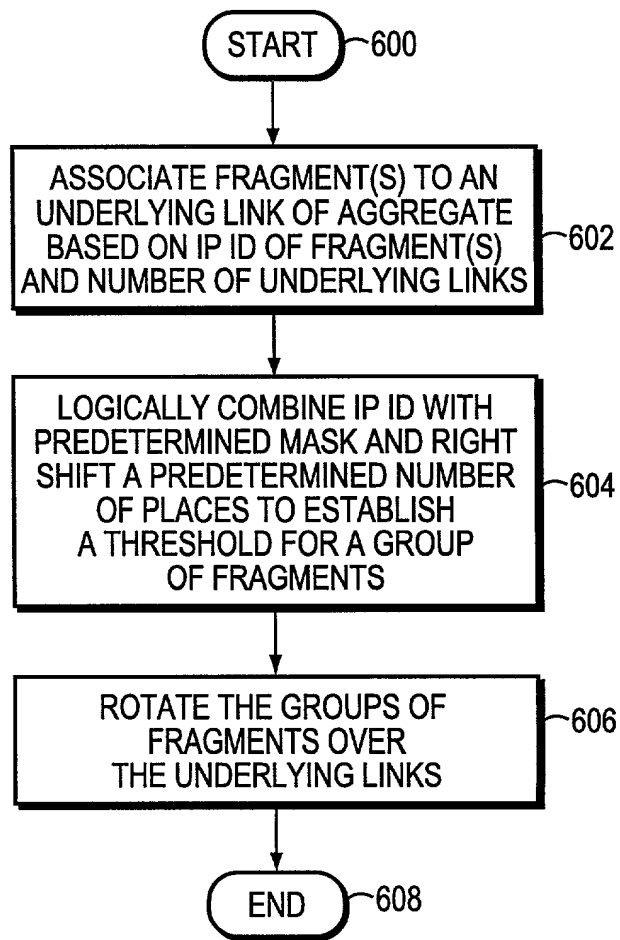 START
600
ASSOCIATE FRAGMENT(S) TO AN
UNDERLYING LINK OF AGGREGATE
BASED ON IP ID OF FRAGMENT(S)
AND NUMBER OF UNDERLYING LINKS
602
LOGICALLY COMBINE IP ID WITH
PREDETERMINED MASK AND RIGHT
SHIFT A PREDETERMINED NUMBER
OF PLACES TO ESTABLISH
A THRESHOLD FOR A GROUP
OF FRAGMENTS
604
ROTATE THE GROUPS OF
FRAGMENTS OVER
THE UNDERLYING LINKS
606
END
608